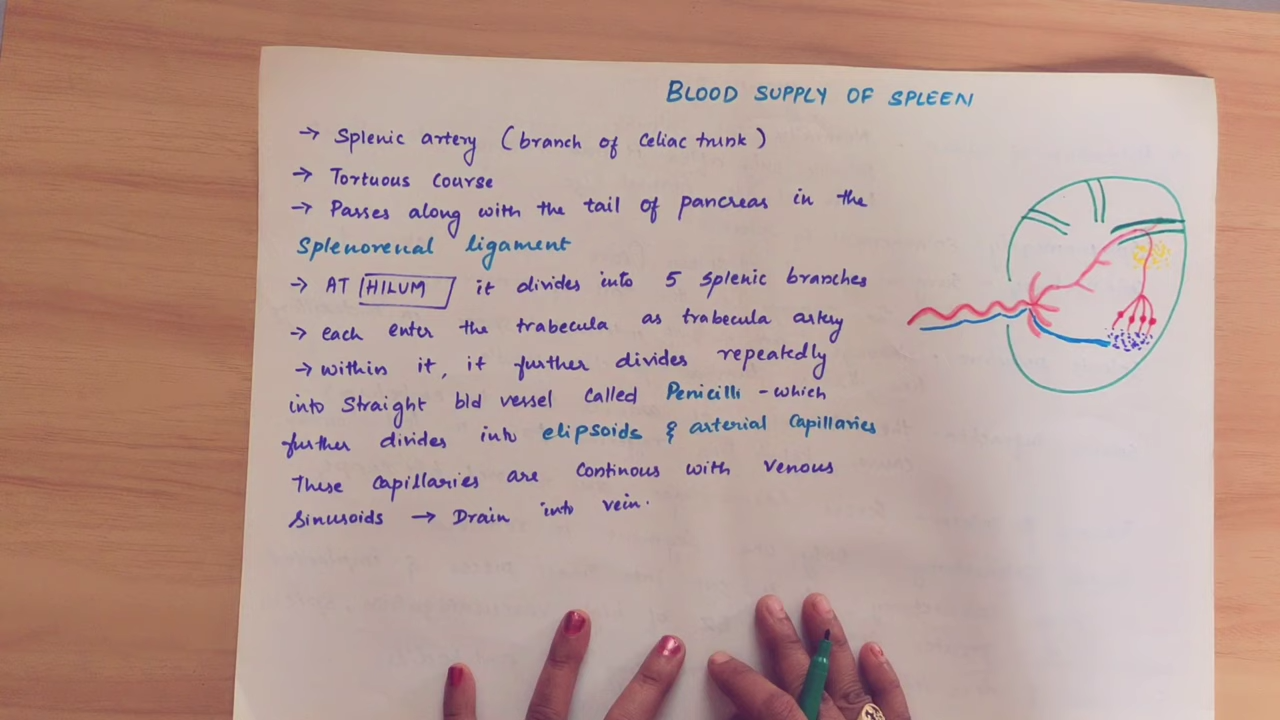 BLOOD SUPPLY OF SPLEEN
→ Splenic artery (branch of Celiac trunk)
→ Tortuous Course
→ Passes along with the tail of pancreas in the
Splenorenal ligament
→ AT HILUM it divides into 5 splenic branches
→ each enter the trabecula as trabecula artery
→ within it, it further divides repeatedly
into Straight bld vessel called Penicilli - which
further divides into elipsoids & arterial Capillaries
These Capillaries are Continous with venous
Sinusoids → Drain into vein.